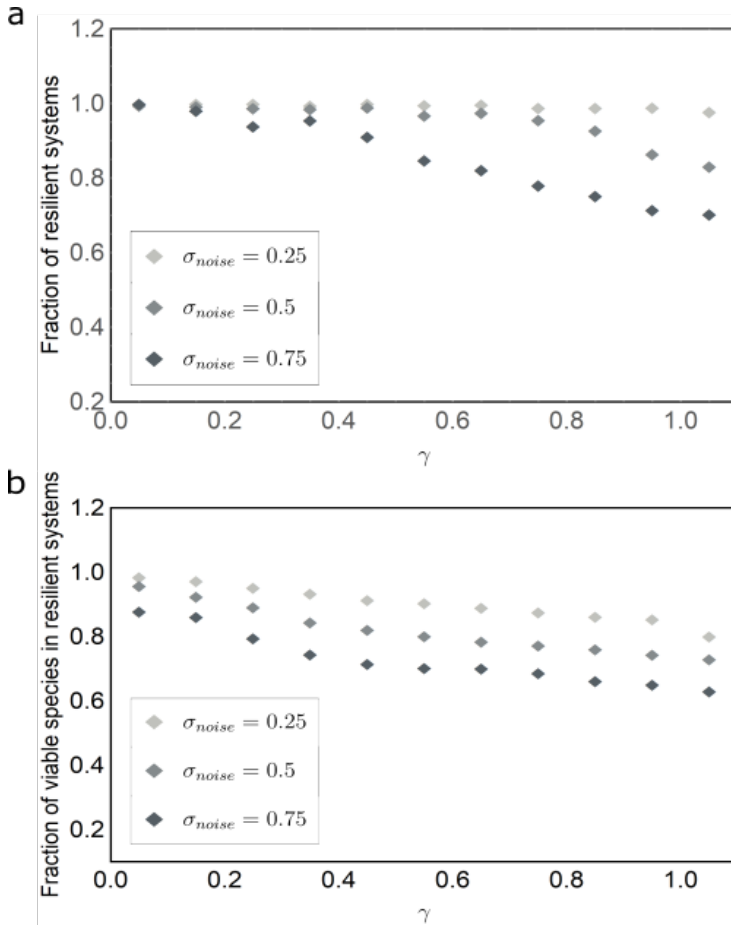 a
Fraction of resilient systems
1.2
1.0
0.8
0.6
0.4
0.2
σnoise = 0.25
σnoise = 0.5
σnoise = 0.75
0.0 0.2 0.4 0.6 0.8 1.0
γ
b
Fraction of viable species in resilient systems
1.2
1.0
0.8
0.6
0.4
0.2
σnoise = 0.25
σnoise = 0.5
σnoise = 0.75
0.0 0.2 0.4 0.6 0.8 1.0
γ